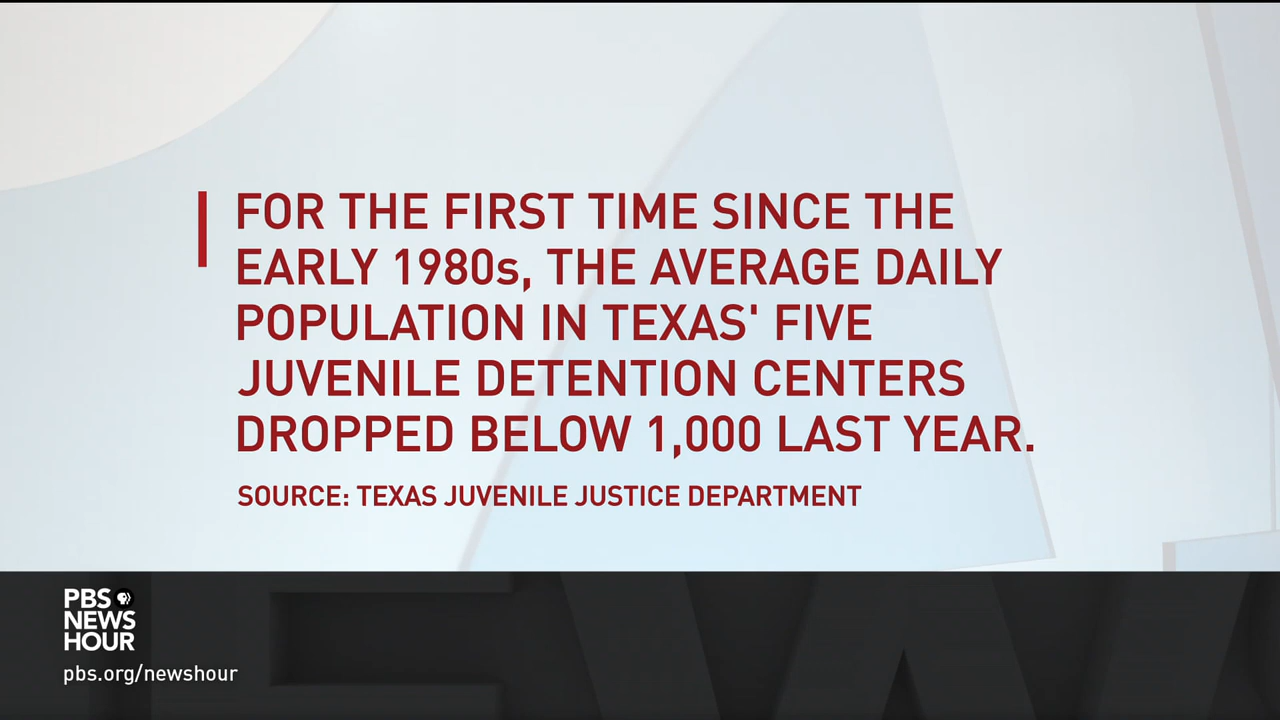 FOR THE FIRST TIME SINCE THE
EARLY 1980s, THE AVERAGE DAILY
POPULATION IN TEXAS' FIVE
JUVENILE DETENTION CENTERS
DROPPED BELOW 1,000 LAST YEAR.
SOURCE: TEXAS JUVENILE JUSTICE DEPARTMENT
PBS
NEWS
HOUR
pbs.org/newshour